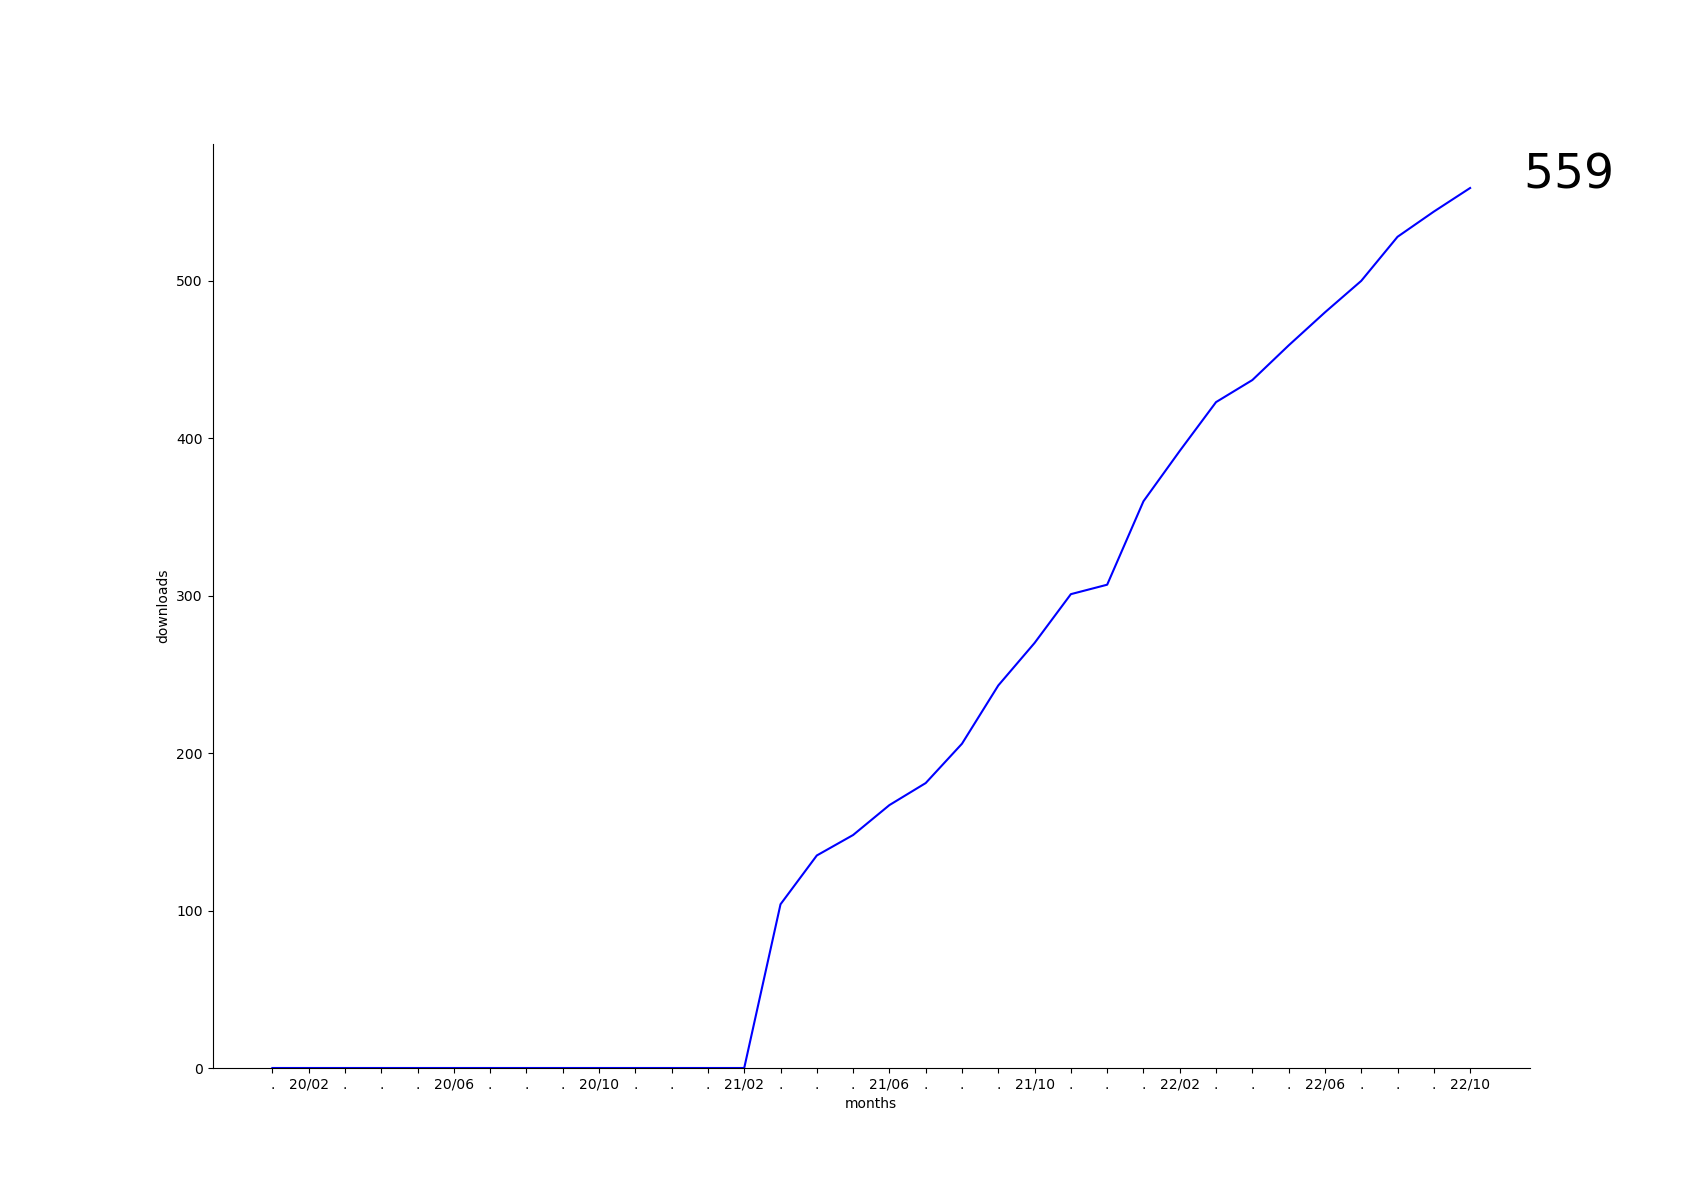 559
500
400
300
200
100
0
downloads
. 20/02 . . . 20/06 . . . 20/10 . . . 21/02 . . . 21/06 . . . 21/10 . . . 22/02 . . . 22/06 . . . 22/10
months